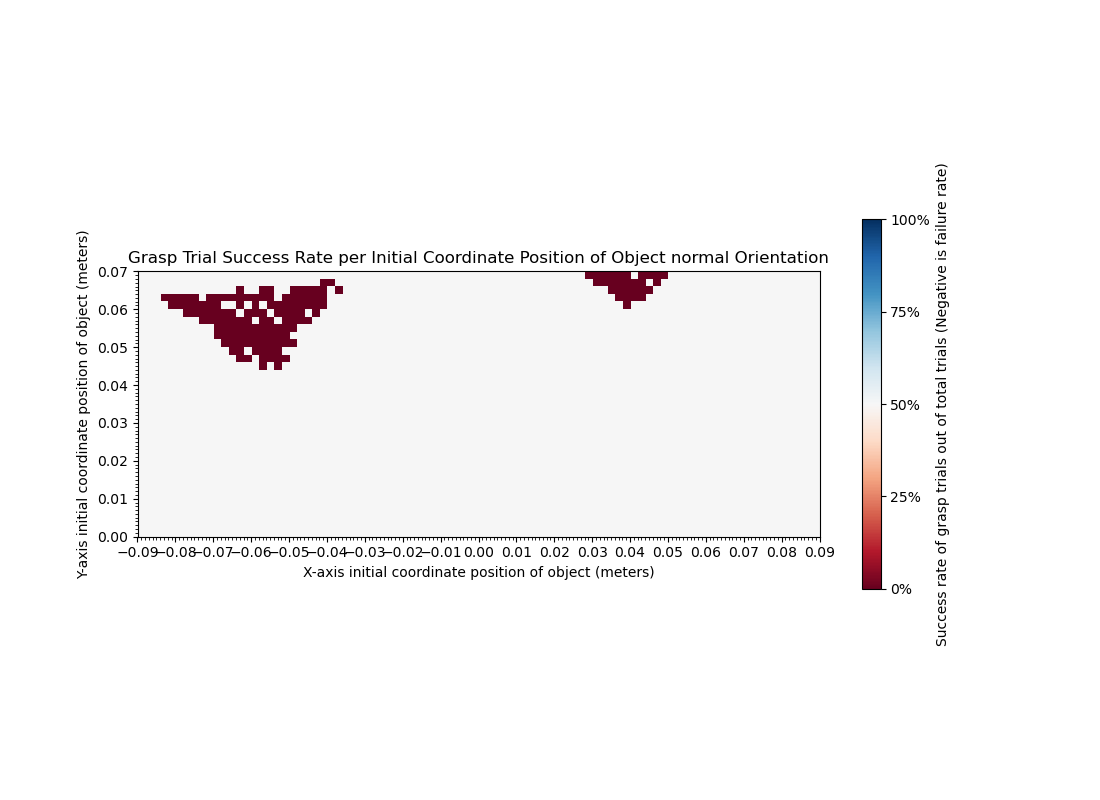 Grasp Trial Success Rate per Initial Coordinate Position of Object normal Orientation
Y-axis initial coordinate position of object (meters)
0.07
0.06
0.05
0.04
0.03
0.02
0.01
0.00
−0.09 −0.08 −0.07 −0.06 −0.05 −0.04 −0.03 −0.02 −0.01 0.00 0.01 0.02 0.03 0.04 0.05 0.06 0.07 0.08 0.09
X-axis initial coordinate position of object (meters)
100%
75%
50%
25%
0%
Success rate of grasp trials out of total trials (Negative is failure rate)